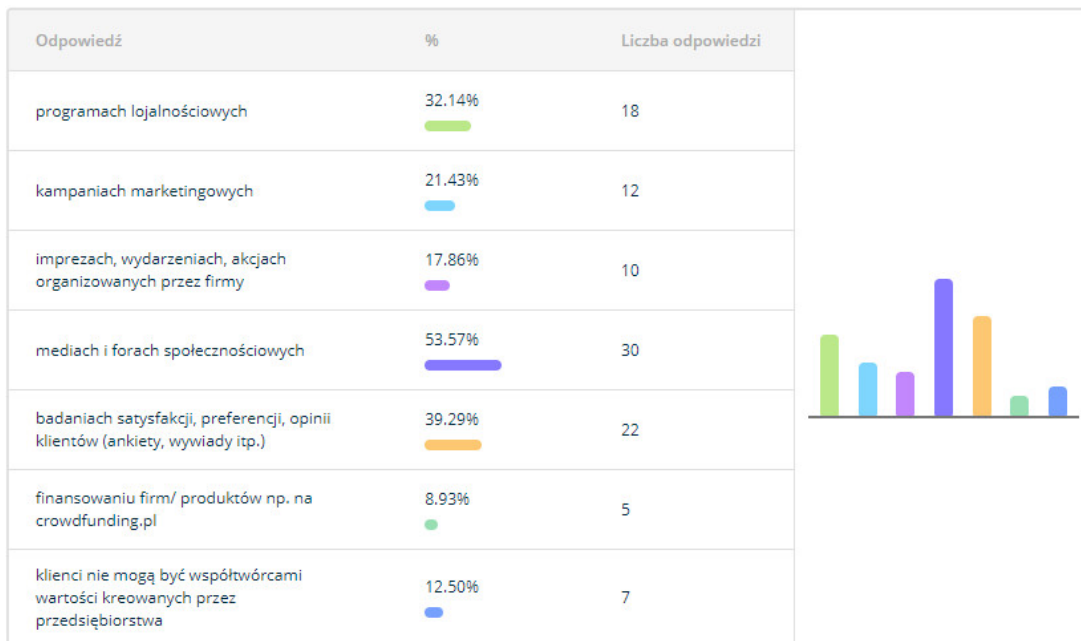 Odpowiedź % Liczba odpowiedzi
programach lojalnościowych 32.14% 18
kampaniach marketingowych 21.43% 12
imprezach, wydarzeniach, akcjach
organizowanych przez firmy 17.86% 10
mediach i forach społecznościowych 53.57% 30
badaniach satysfakcji, preferencji, opinii
klientów (ankiety, wywiady itp.) 39.29% 22
finansowaniu firm/ produktów np. na
crowdfunding.pl 8.93% 5
klienci nie mogą być współtwórcami
wartości kreowanych przez
przedsiębiorstwa 12.50% 7